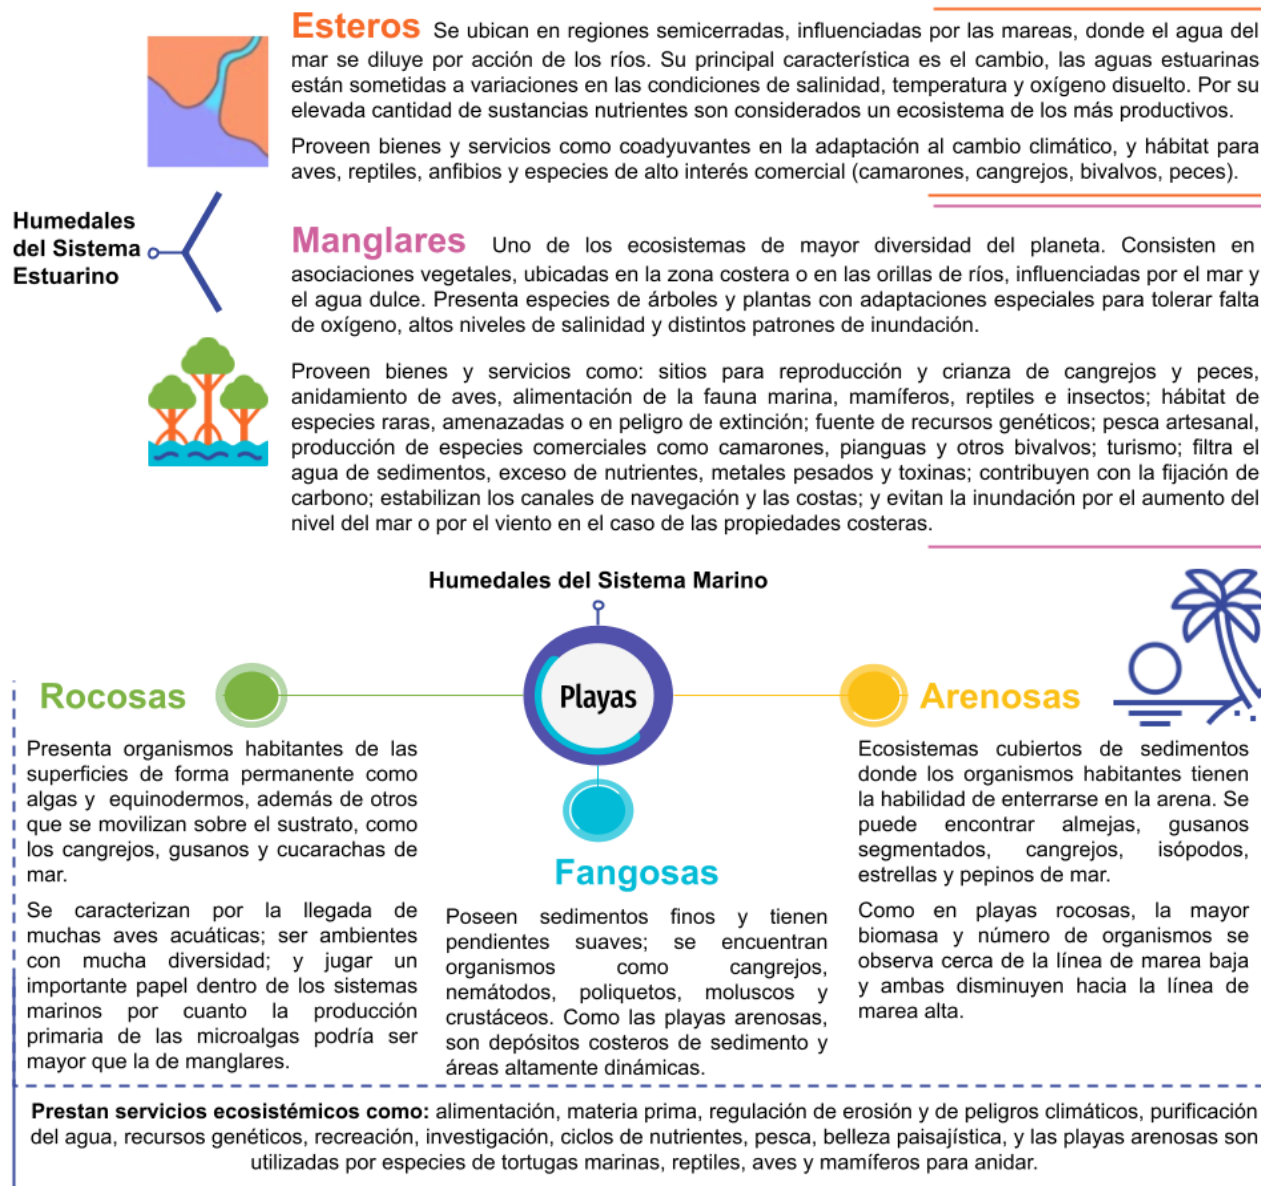 Esteros Se ubican en regiones semicerradas, influenciadas por las mareas, donde el agua del
mar se diluye por acción de los ríos. Su principal característica es el cambio, las aguas estuarinas
están sometidas a variaciones en las condiciones de salinidad, temperatura y oxígeno disuelto. Por su
elevada cantidad de sustancias nutrientes son considerados un ecosistema de los más productivos.
Proveen bienes y servicios como coadyuvantes en la adaptación al cambio climático, y hábitat para
aves, reptiles, anfibios y especies de alto interés comercial (camarones, cangrejos, bivalvos, peces).
Humedales
del Sistema
Estuarino
Manglares Uno de los ecosistemas de mayor diversidad del planeta. Consisten en
asociaciones vegetales, ubicadas en la zona costera o en las orillas de ríos, influenciadas por el mar y
el agua dulce. Presenta especies de árboles y plantas con adaptaciones especiales para tolerar falta
de oxígeno, altos niveles de salinidad y distintos patrones de inundación.
Proveen bienes y servicios como: sitios para reproducción y crianza de cangrejos y peces,
anidamiento de aves, alimentación de la fauna marina, mamíferos, reptiles e insectos; hábitat de
especies raras, amenazadas o en peligro de extinción; fuente de recursos genéticos; pesca artesanal,
producción de especies comerciales como camarones, pianguas y otros bivalvos; turismo; filtra el
agua de sedimentos, exceso de nutrientes, metales pesados y toxinas; contribuyen con la fijación de
carbono; estabilizan los canales de navegación y las costas; y evitan la inundación por el aumento del
nivel del mar o por el viento en el caso de las propiedades costeras.
Humedales del Sistema Marino
Playas
Rocosas
Presenta organismos habitantes de las
superficies de forma permanente como
algas y equinodermos, además de otros
que se movilizan sobre el sustrato, como
los cangrejos, gusanos y cucarachas de
mar.
Se caracterizan por la llegada de
muchas aves acuáticas; ser ambientes
con mucha diversidad; y jugar un
importante papel dentro de los sistemas
marinos por cuanto la producción
primaria de las microalgas podría ser
mayor que la de manglares.
Fangosas
Poseen sedimentos finos y tienen
pendientes suaves; se encuentran
organismos como cangrejos,
nemátodos, poliquetos, moluscos y
crustáceos. Como las playas arenosas,
son depósitos costeros de sedimento y
áreas altamente dinámicas.
Arenosas
Ecosistemas cubiertos de sedimentos
donde los organismos habitantes tienen
la habilidad de enterrarse en la arena. Se
puede encontrar almejas, gusanos
segmentados, cangrejos, isópodos,
estrellas y pepinos de mar.
Como en playas rocosas, la mayor
biomasa y número de organismos se
observa cerca de la línea de marea baja
y ambas disminuyen hacia la línea de
marea alta.
Prestan servicios ecosistémicos como: alimentación, materia prima, regulación de erosión y de peligros climáticos, purificación
del agua, recursos genéticos, recreación, investigación, ciclos de nutrientes, pesca, belleza paisajística, y las playas arenosas son
utilizadas por especies de tortugas marinas, reptiles, aves y mamíferos para anidar.